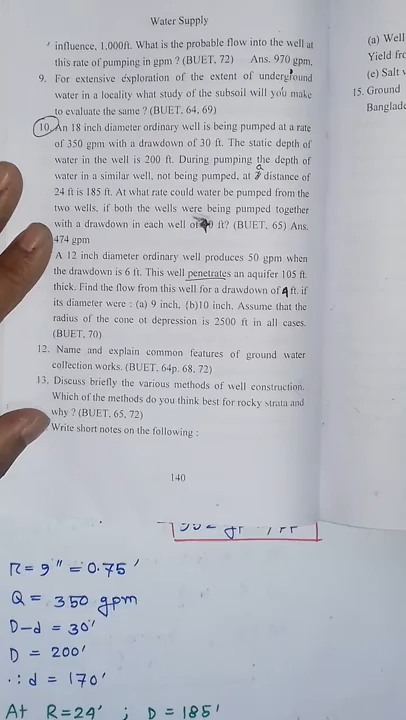 Water Supply
influence, 1,000ft. What is the probable flow into the well at
this rate of pumping in gpm ? (BUET, 72) Ans. 970 gpm.
9. For extensive exploration of the extent of underground
water in a locality what study of the subsoil will you make
to evaluate the same ? (BUET. 64, 69)
10. An 18 inch diameter ordinary well is being pumped at a rate
of 350 gpm with a drawdown of 30 ft. The static depth of
water in the well is 200 ft. During pumping the depth of
water in a similar well, not being pumped, at a distance of
24 ft is 185 ft. At what rate could water be pumped from the
two wells, if both the wells were being pumped together
with a drawdown in each well of ft? (BUET, 65) Ans.
474 gpm
A 12 inch diameter ordinary well produces 50 gpm when
the drawdown is 6 ft. This well penetrates an aquifer 105 ft
thick. Find the flow from this well for a drawdown of 4 ft. if
its diameter were : (a) 9 inch, (b)10 inch. Assume that the
radius of the cone ot depression is 2500 ft in all cases.
(BUET, 70)
12. Name and explain common features of ground water
collection works. (BUET, 64p. 68, 72)
13. Discuss briefly the various methods of well construction.
Which of the methods do you think best for rocky strata and
why ? (BUET, 65, 72)
Write short notes on the following :
140
(a) Well
Yield fro
(e) Salt
15. Ground
Banglade
R = 9" = 0.75'
Q = 350 gpm
D-d = 30'
D = 200'
∴ d = 170'
At R=24' ; D = 185'